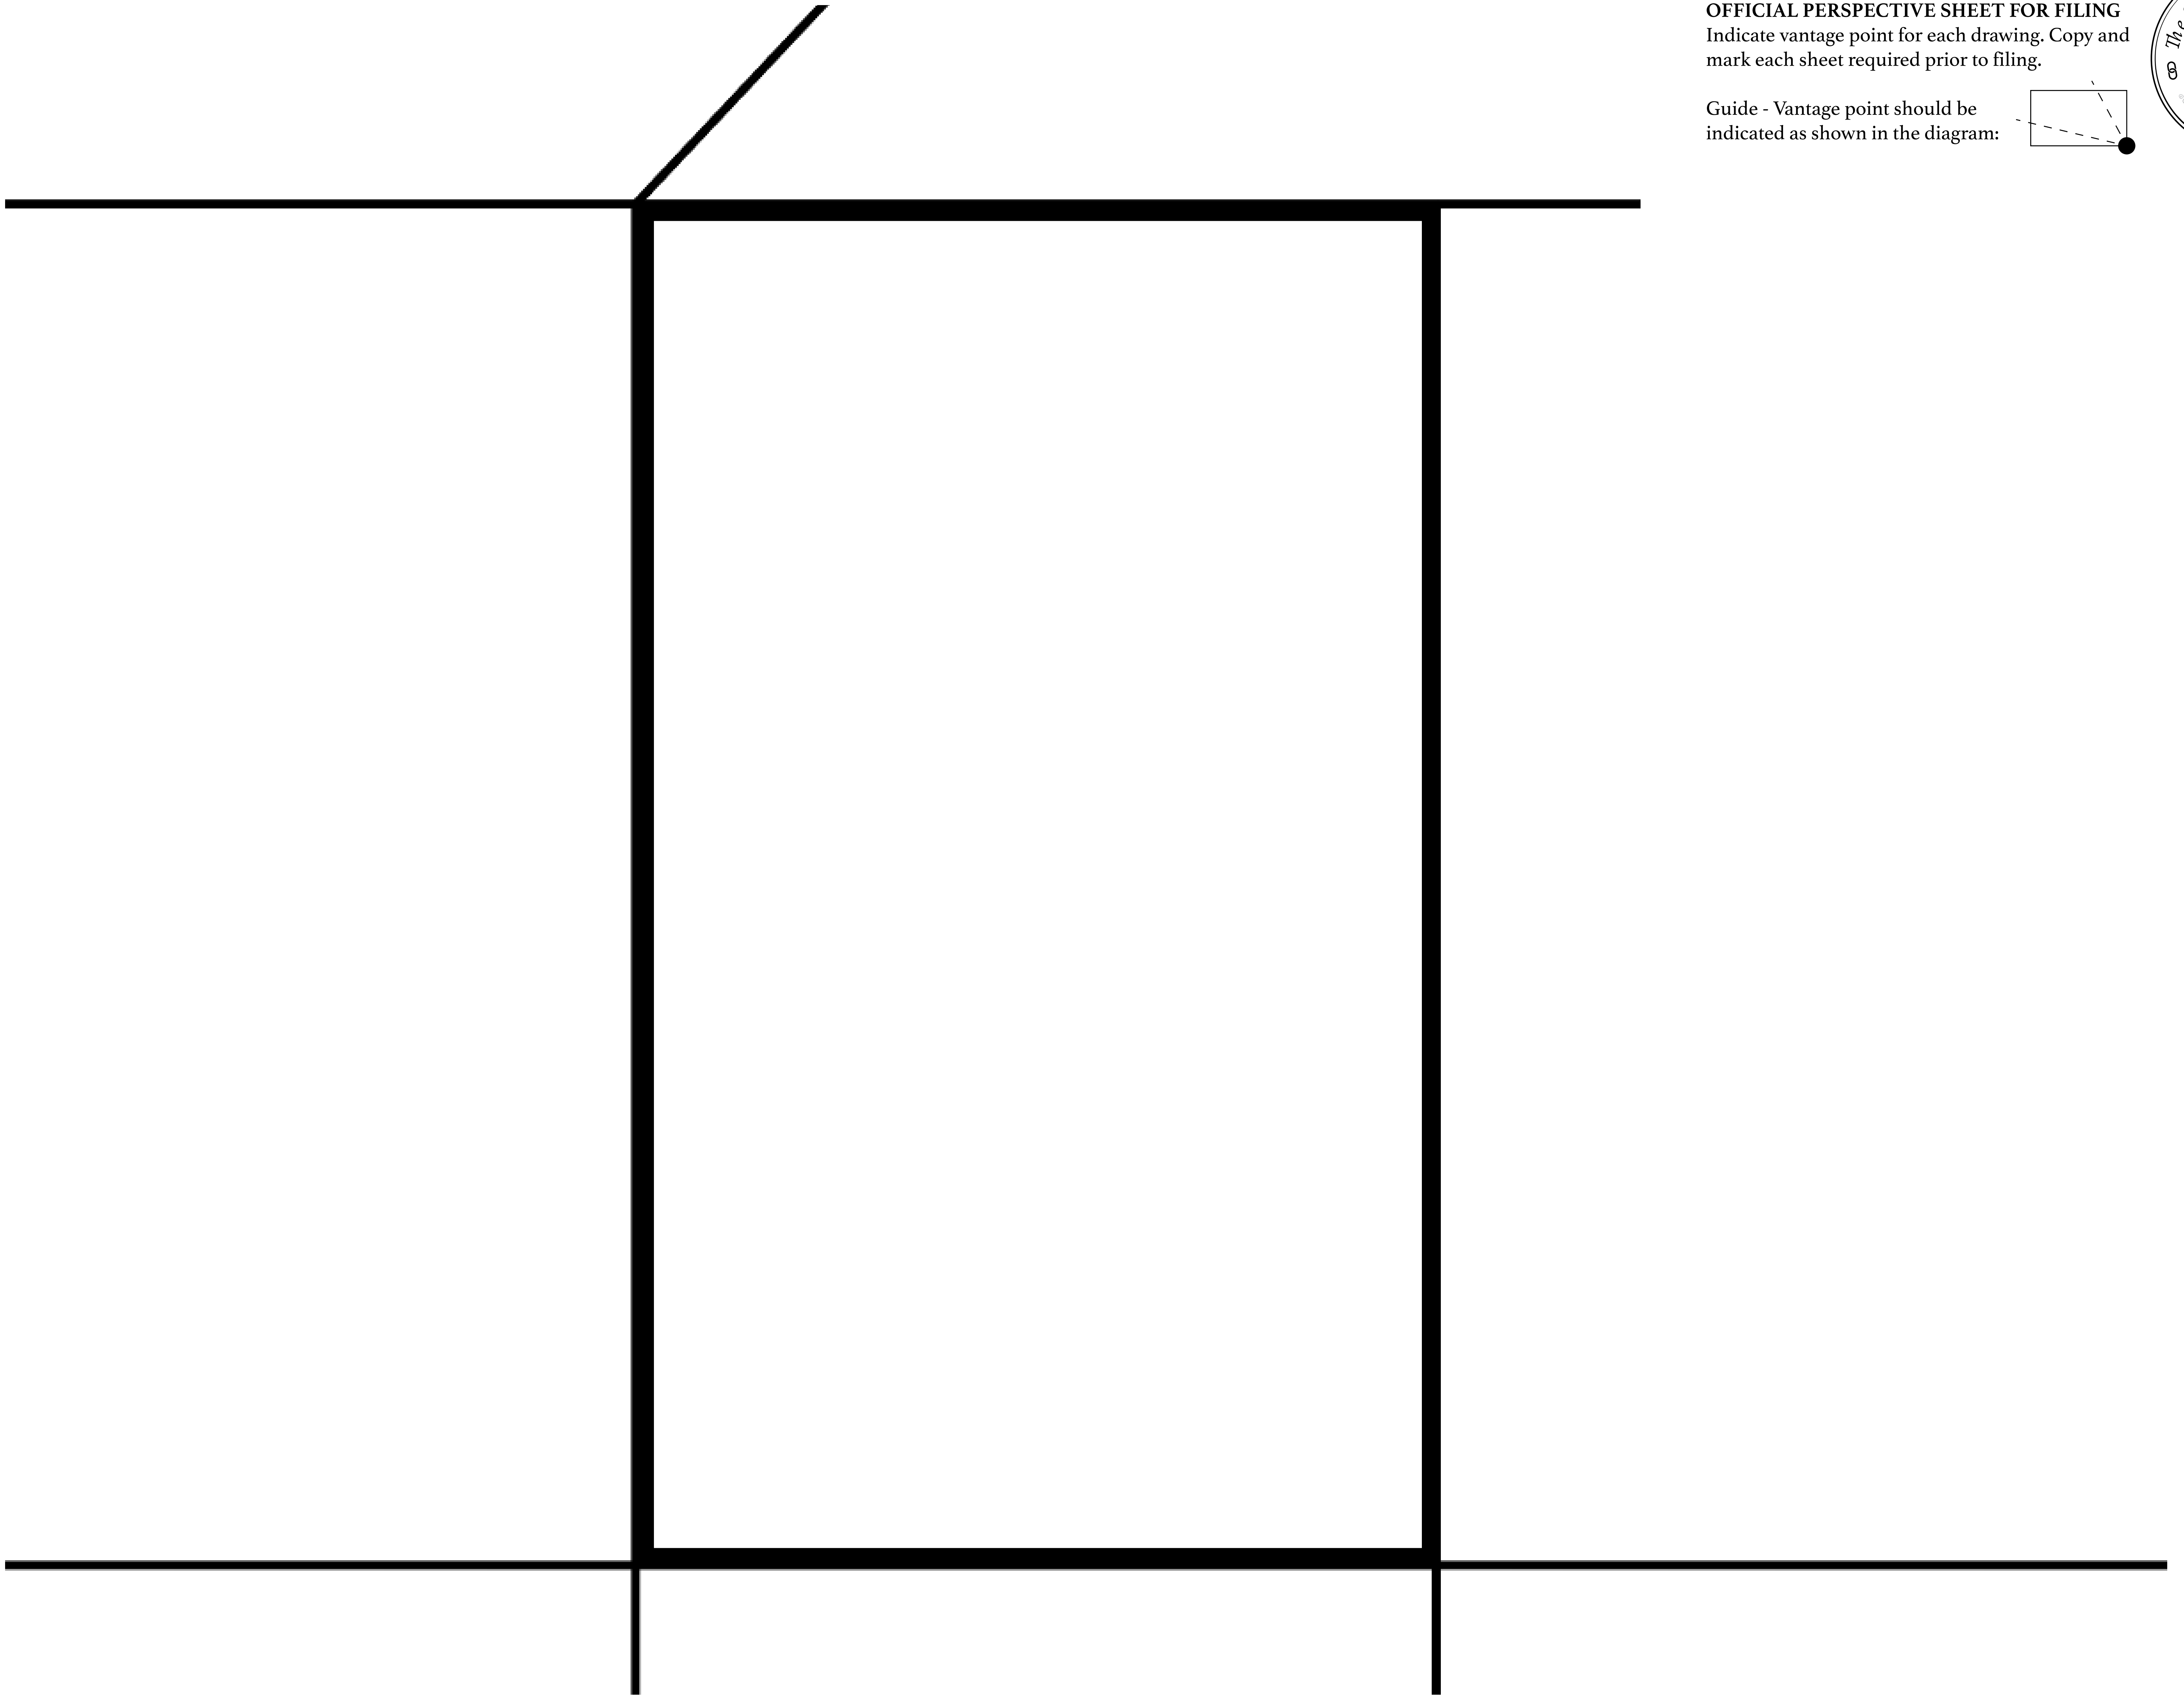 OFFICIAL PERSPECTIVE SHEET FOR FILING
Indicate vantage point for each drawing. Copy and
mark each sheet required prior to filing.
Guide - Vantage point should be
indicated as shown in the diagram:
The